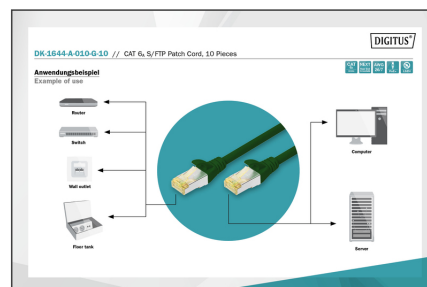 DIGITUS®
DK-1644-A-010-G-10 // CAT 6A S/FTP Patch Cord, 10 Pieces
Anwendungsbeispiel
Example of use
Router
Switch
Wall outlet
Floor tank
Computer
Server